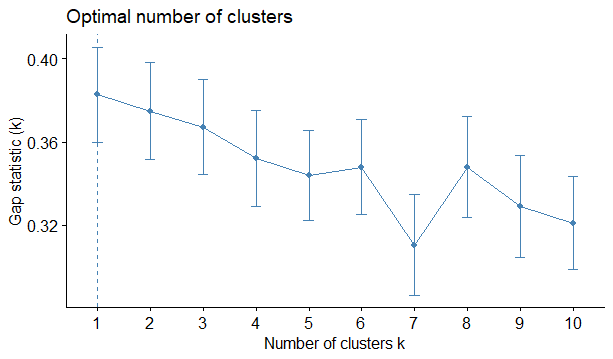 Optimal number of clusters
Gap statistic (k)
0.40
0.36
0.32
1 2 3 4 5 6 7 8 9 10
Number of clusters k